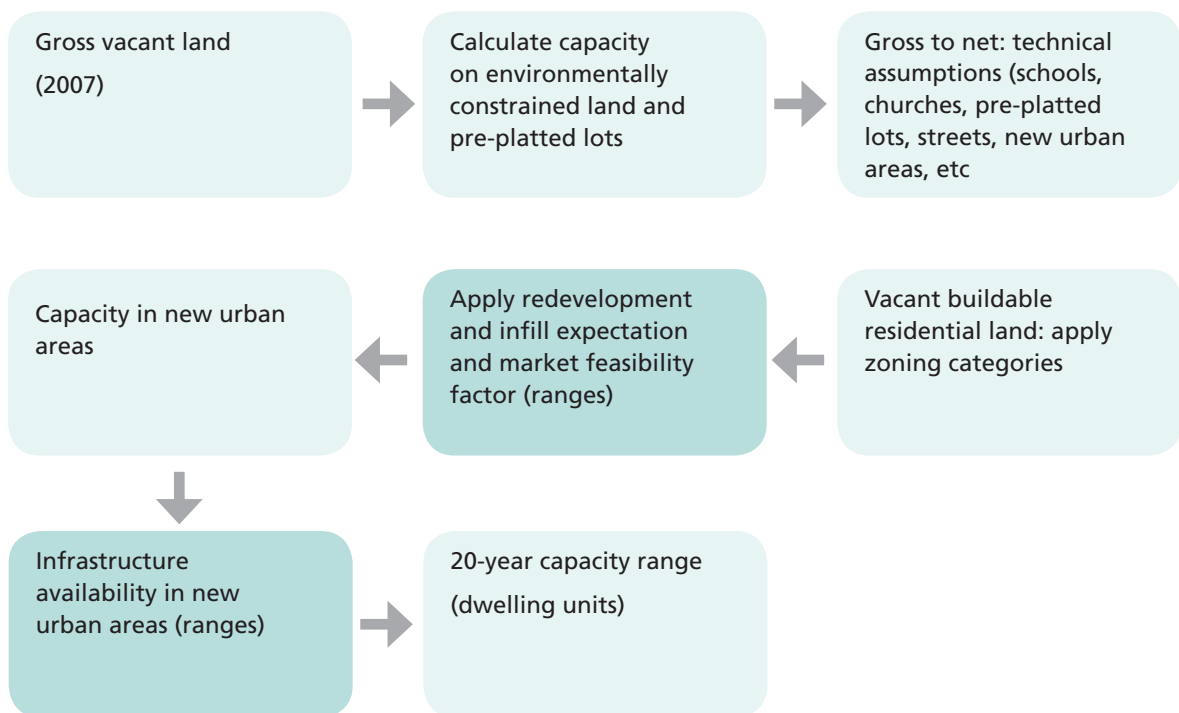 Gross vacant land
(2007)
Calculate capacity
on environmentally
constrained land and
pre-platted lots
Gross to net: technical
assumptions (schools,
churches, pre-platted
lots, streets, new urban
areas, etc
Vacant buildable
residential land: apply
zoning categories
Apply redevelopment
and infill expectation
and market feasibility
factor (ranges)
Capacity in new urban
areas
Infrastructure
availability in new
urban areas (ranges)
20-year capacity range
(dwelling units)